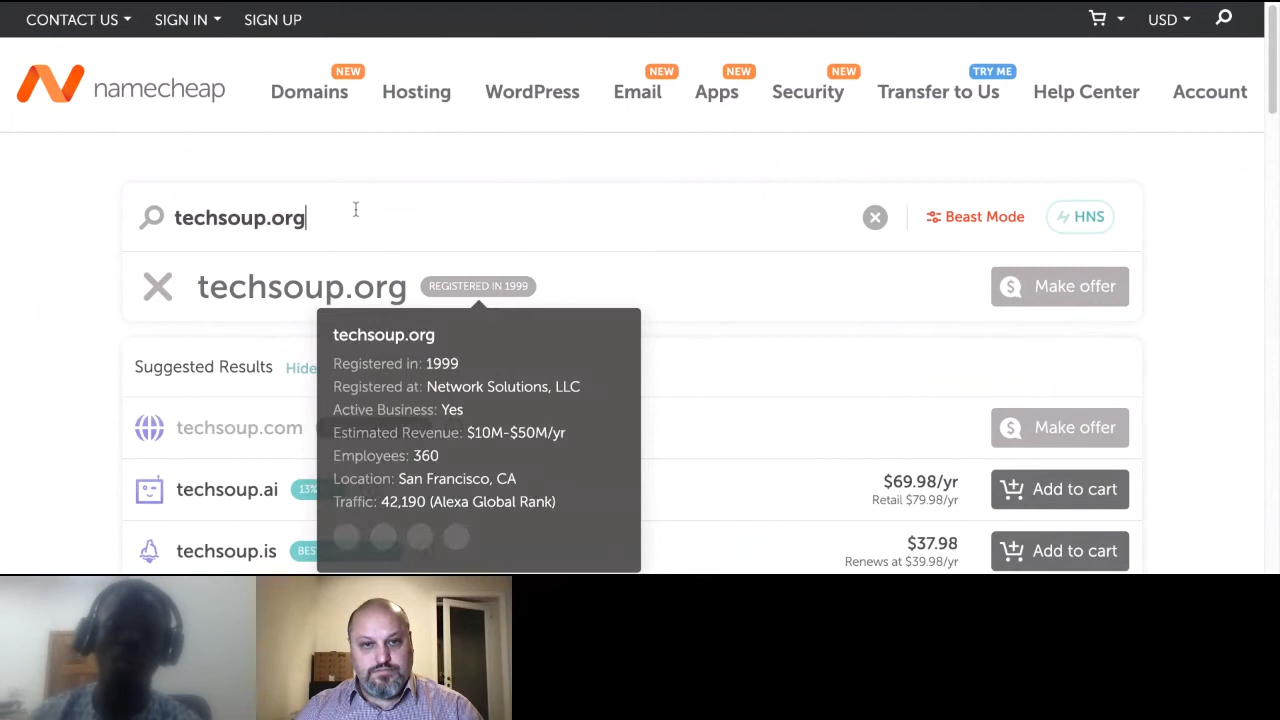 CONTACT US SIGN IN SIGN UP USD
NEW NEW NEW NEW TRY ME
namecheap Domains Hosting WordPress Email Apps Security Transfer to Us Help Center Account
techsoup.org Beast Mode HNS
techsoup.org REGISTERED IN 1999 Make offer
techsoup.org
Registered in: 1999
Registered at: Network Solutions, LLC
Active Business: Yes
Estimated Revenue: $10M-$50M/yr
Employees: 360
Location: San Francisco, CA
Traffic: 42,190 (Alexa Global Rank)
Suggested Results Hide
techsoup.com Make offer
techsoup.ai 13% $69.98/yr Add to cart
Retail $79.98/yr
techsoup.is BES $37.98 Add to cart
Renews at $39.98/yr